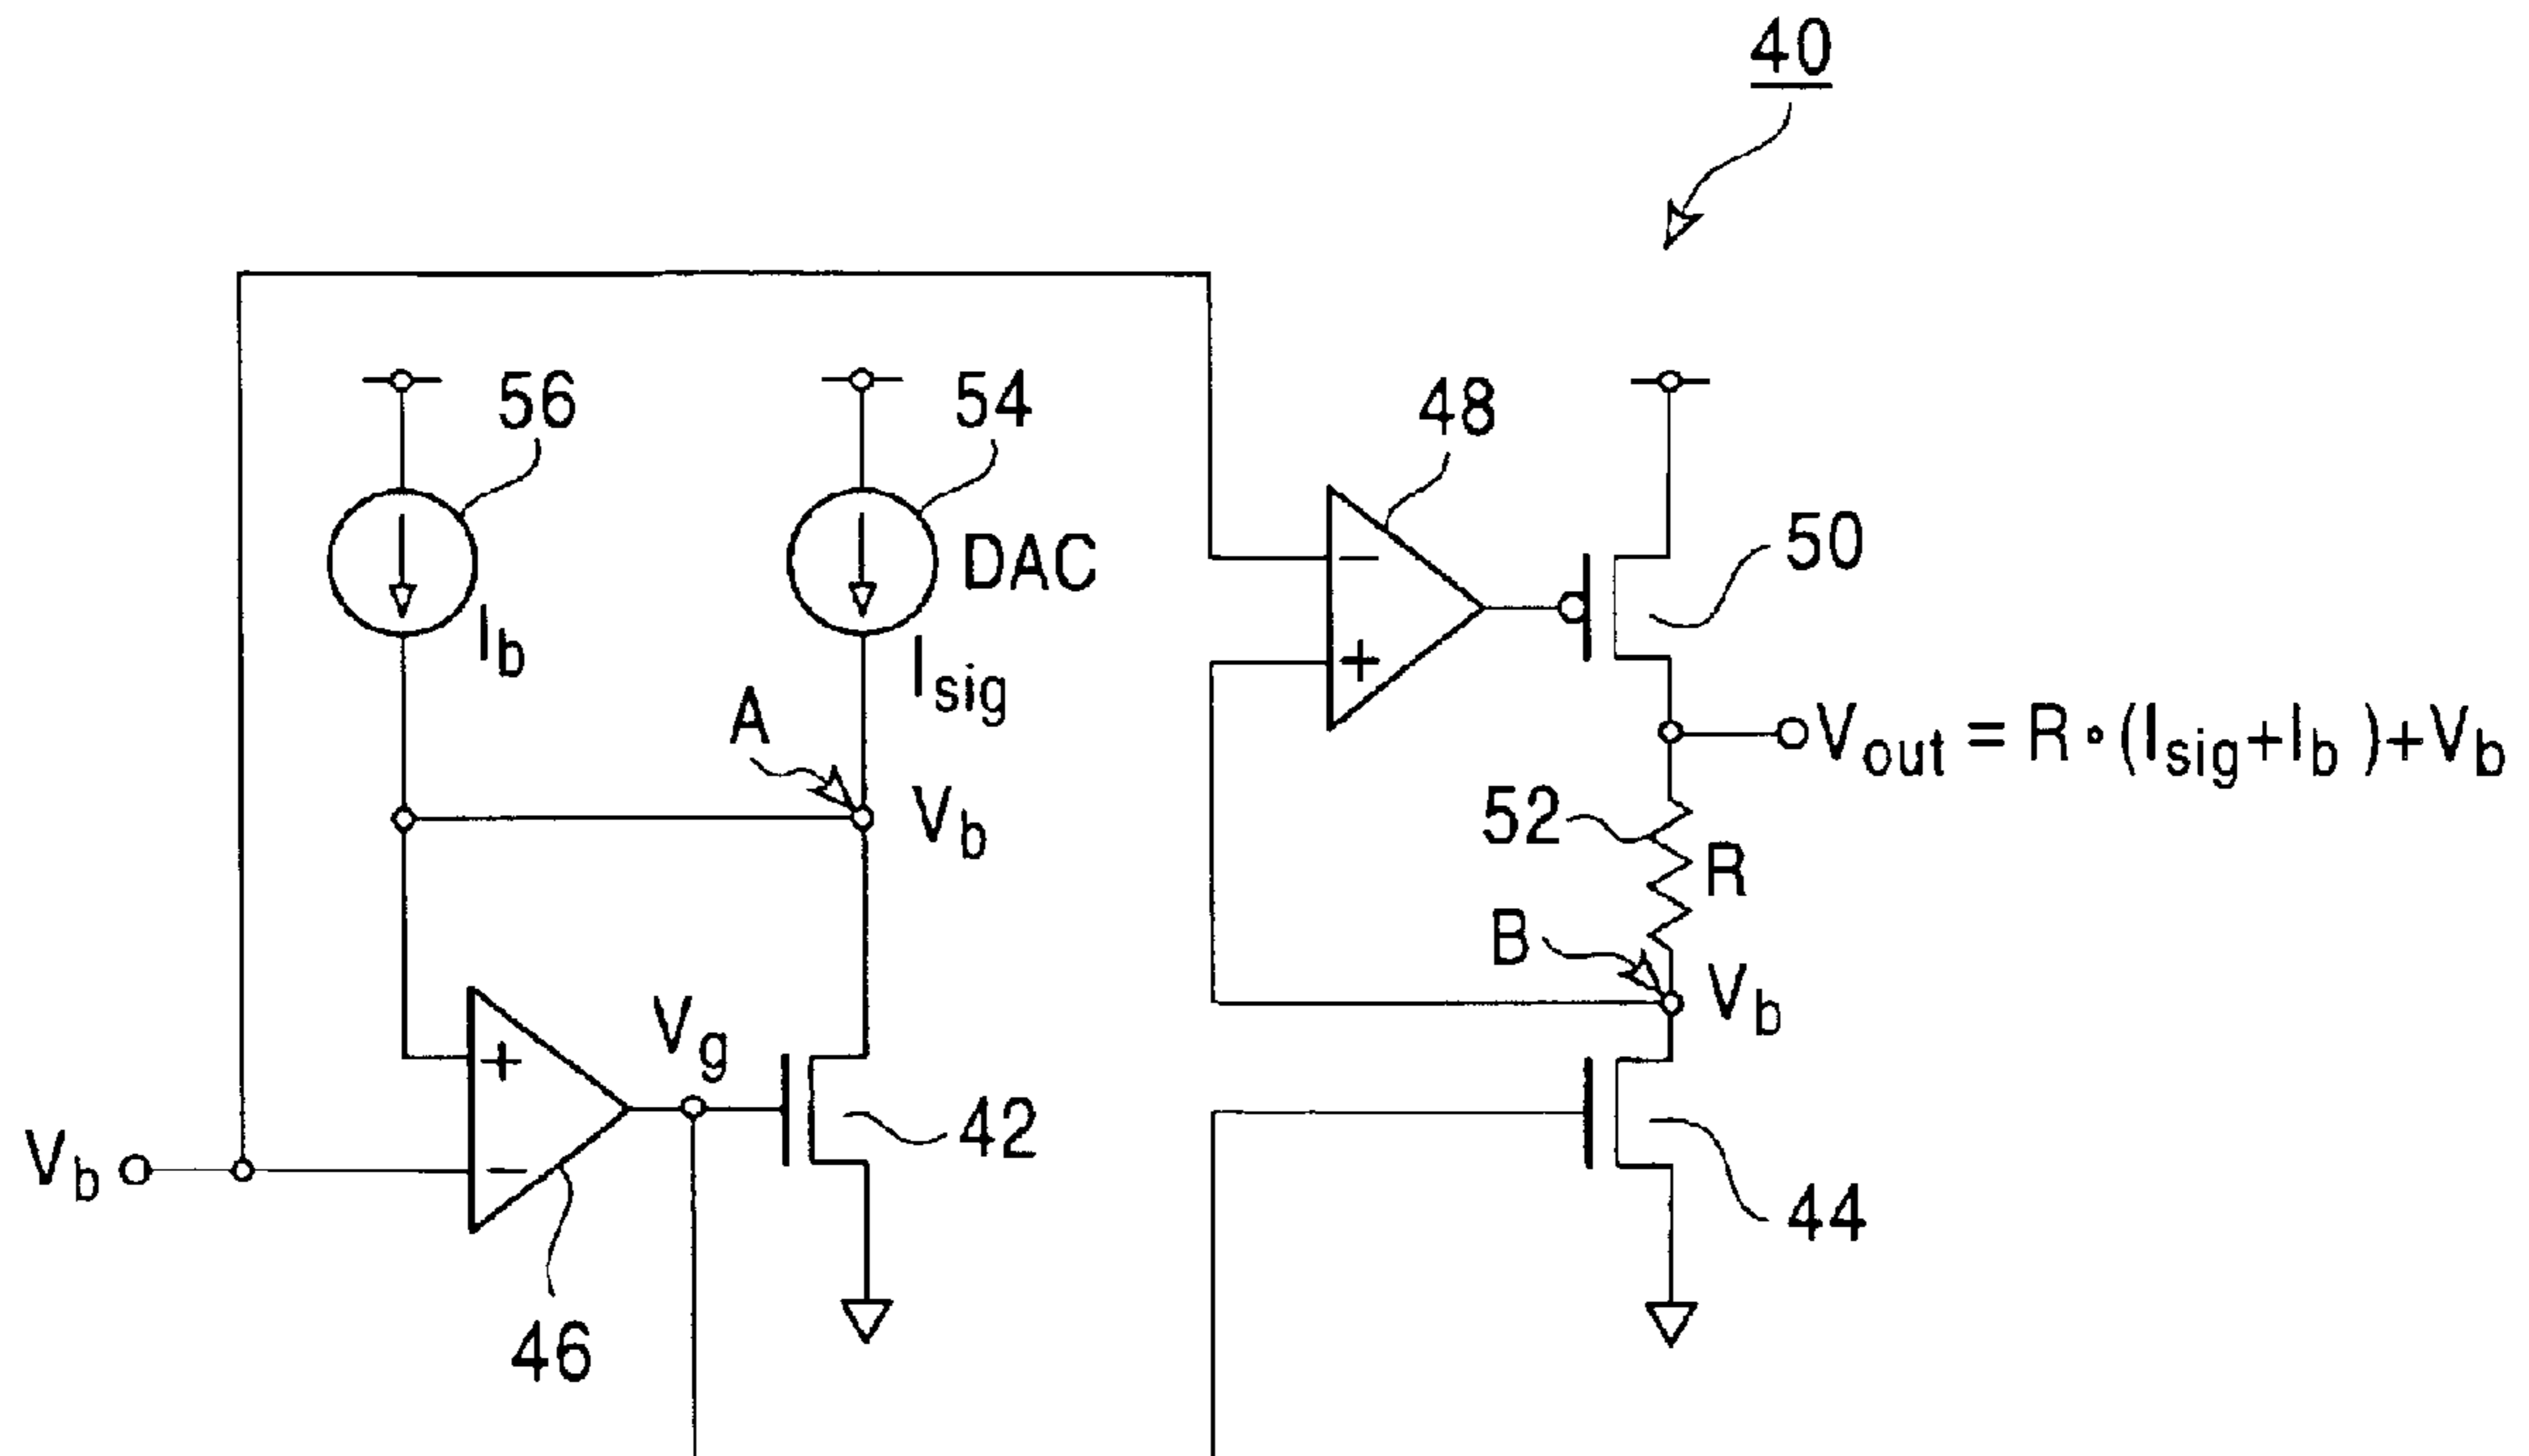 40
56
54
48
DAC
50
I_b
I_sig
A
V_b
V_out = R∘(I_sig+I_b)+V_b
52
R
B
V_b
+
−
−
+
V_g
42
V_b
44
46